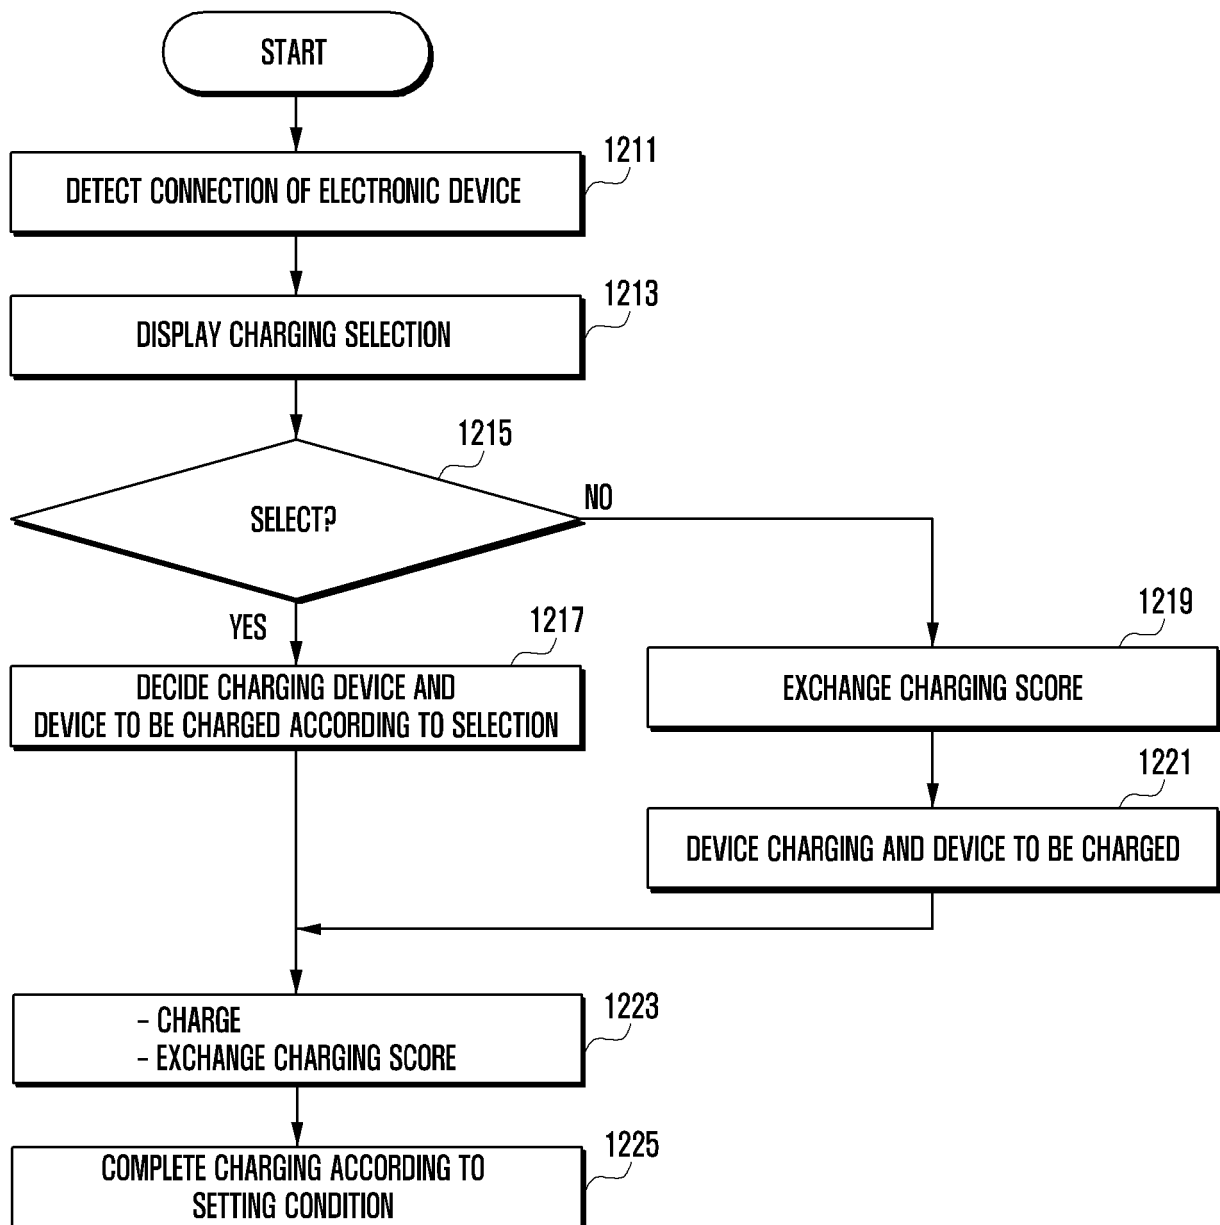 START
1211
DETECT CONNECTION OF ELECTRONIC DEVICE
1213
DISPLAY CHARGING SELECTION
1215
SELECT?
NO
YES
1217
DECIDE CHARGING DEVICE AND
DEVICE TO BE CHARGED ACCORDING TO SELECTION
1219
EXCHANGE CHARGING SCORE
1221
DEVICE CHARGING AND DEVICE TO BE CHARGED
1223
- CHARGE
- EXCHANGE CHARGING SCORE
1225
COMPLETE CHARGING ACCORDING TO
SETTING CONDITION